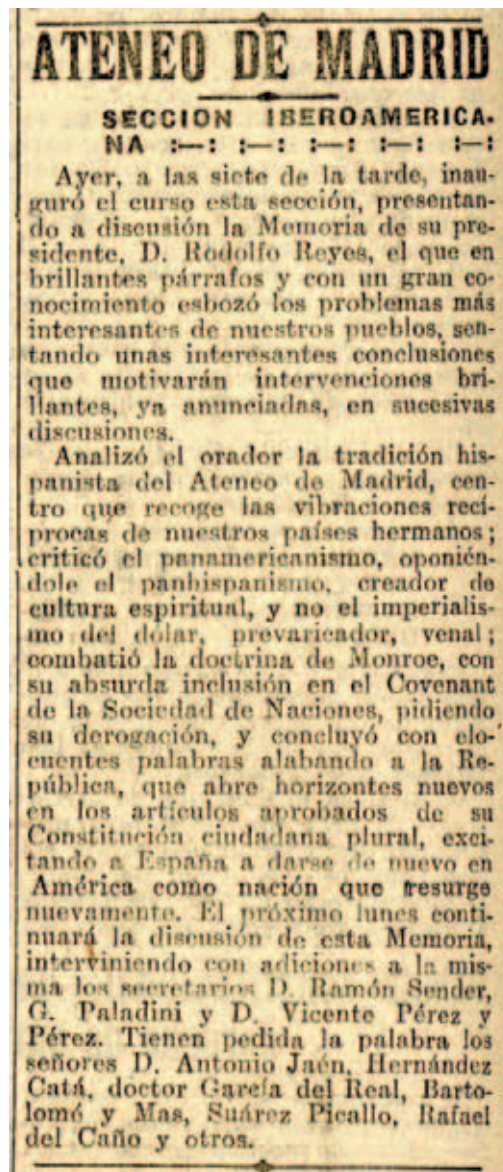 ATENEO DE MADRID
SECCION IBEROAMERICA-
NA :—: :—: :—: :—: :—:
Ayer, a las siete de la tarde, inau-
guró el curso esta sección, presentan-
do a discusión la Memoria de su pre-
sidente, D. Rodolfo Reyes, el que en
brillantes párrafos y con un gran co-
nocimiento esbozó los problemas más
interesantes de nuestros pueblos, sen-
tando unas interesantes conclusiones
que motivarán intervenciones bri-
llantes, ya anunciadas, en sucesivas
discusiones.
Analizó el orador la tradición his-
panista del Ateneo de Madrid, cen-
tro que recoge las vibraciones recí-
procas de nuestros países hermanos;
criticó el panamericanismo, oponién-
dole el panhispanismo, creador de
cultura espiritual, y no el imperialis-
mo del dólar, prevaricador, venal;
combatió la doctrina de Monroe, con
su absurda inclusión en el Covenant
de la Sociedad de Naciones, pidiendo
su derogación, y concluyó con elo-
cuentes palabras alabando a la Re-
pública, que abre horizontes nuevos
en los artículos aprobados de su
Constitución ciudadana plural, exci-
tando a España a darse de nuevo en
América como nación que resurge
nuevamente. El próximo lunes conti-
nuará la discusión de esta Memoria,
interviniendo con adiciones a la mis-
ma los secretarios D. Ramón Sender,
G. Paladini y D. Vicente Pérez y
Pérez. Tienen pedida la palabra los
señores D. Antonio Jaén, Hernández
Catá, doctor García del Real, Barto-
lomé y Mas, Suárez Picallo, Rafael
del Caño y otros.